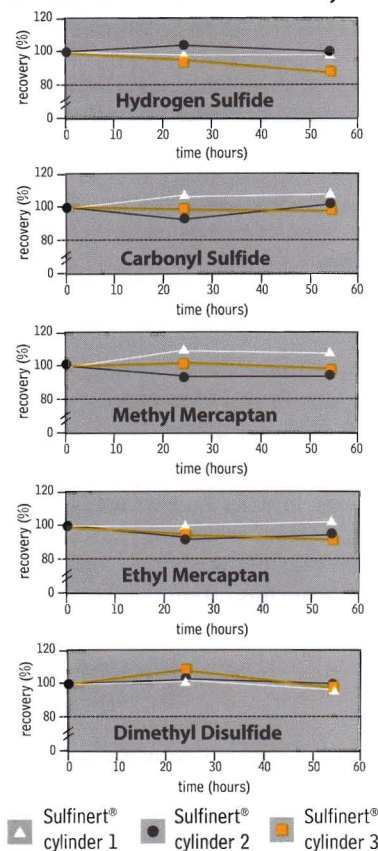 120
100
80
0
recovery (%)
Hydrogen Sulfide
0 10 20 30 40 50 60
time (hours)
120
100
80
0
recovery (%)
Carbonyl Sulfide
0 10 20 30 40 50 60
time (hours)
120
100
80
0
recovery (%)
Methyl Mercaptan
0 10 20 30 40 50 60
time (hours)
120
100
80
0
recovery (%)
Ethyl Mercaptan
0 10 20 30 40 50 60
time (hours)
120
100
80
0
recovery (%)
Dimethyl Disulfide
0 10 20 30 40 50 60
time (hours)
Sulfinert® Sulfinert® Sulfinert®
cylinder 1 cylinder 2 cylinder 3